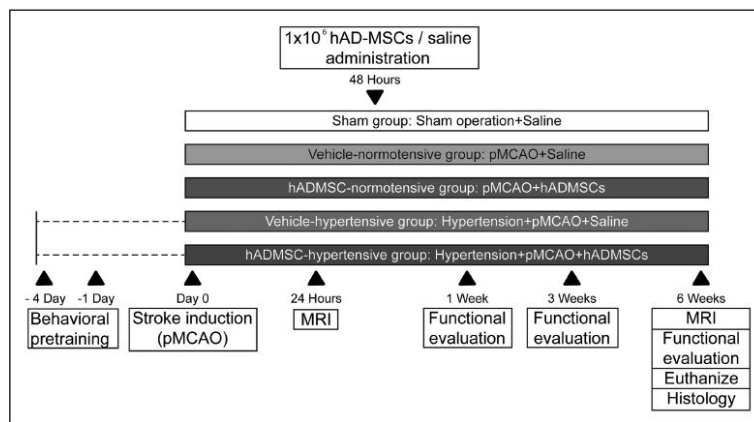 1x10⁶ hAD-MSCs / saline
administration
48 Hours
Sham group: Sham operation+Saline
Vehicle-normotensive group: pMCAO+Saline
hADMSC-normotensive group: pMCAO+hADMSCs
Vehicle-hypertensive group: Hypertension+pMCAO+Saline
hADMSC-hypertensive group: Hypertension+pMCAO+hADMSCs
- 4 Day
-1 Day
Behavioral
pretraining
Day 0
Stroke induction
(pMCAO)
24 Hours
MRI
1 Week
Functional
evaluation
3 Weeks
Functional
evaluation
6 Weeks
MRI
Functional
evaluation
Euthanize
Histology